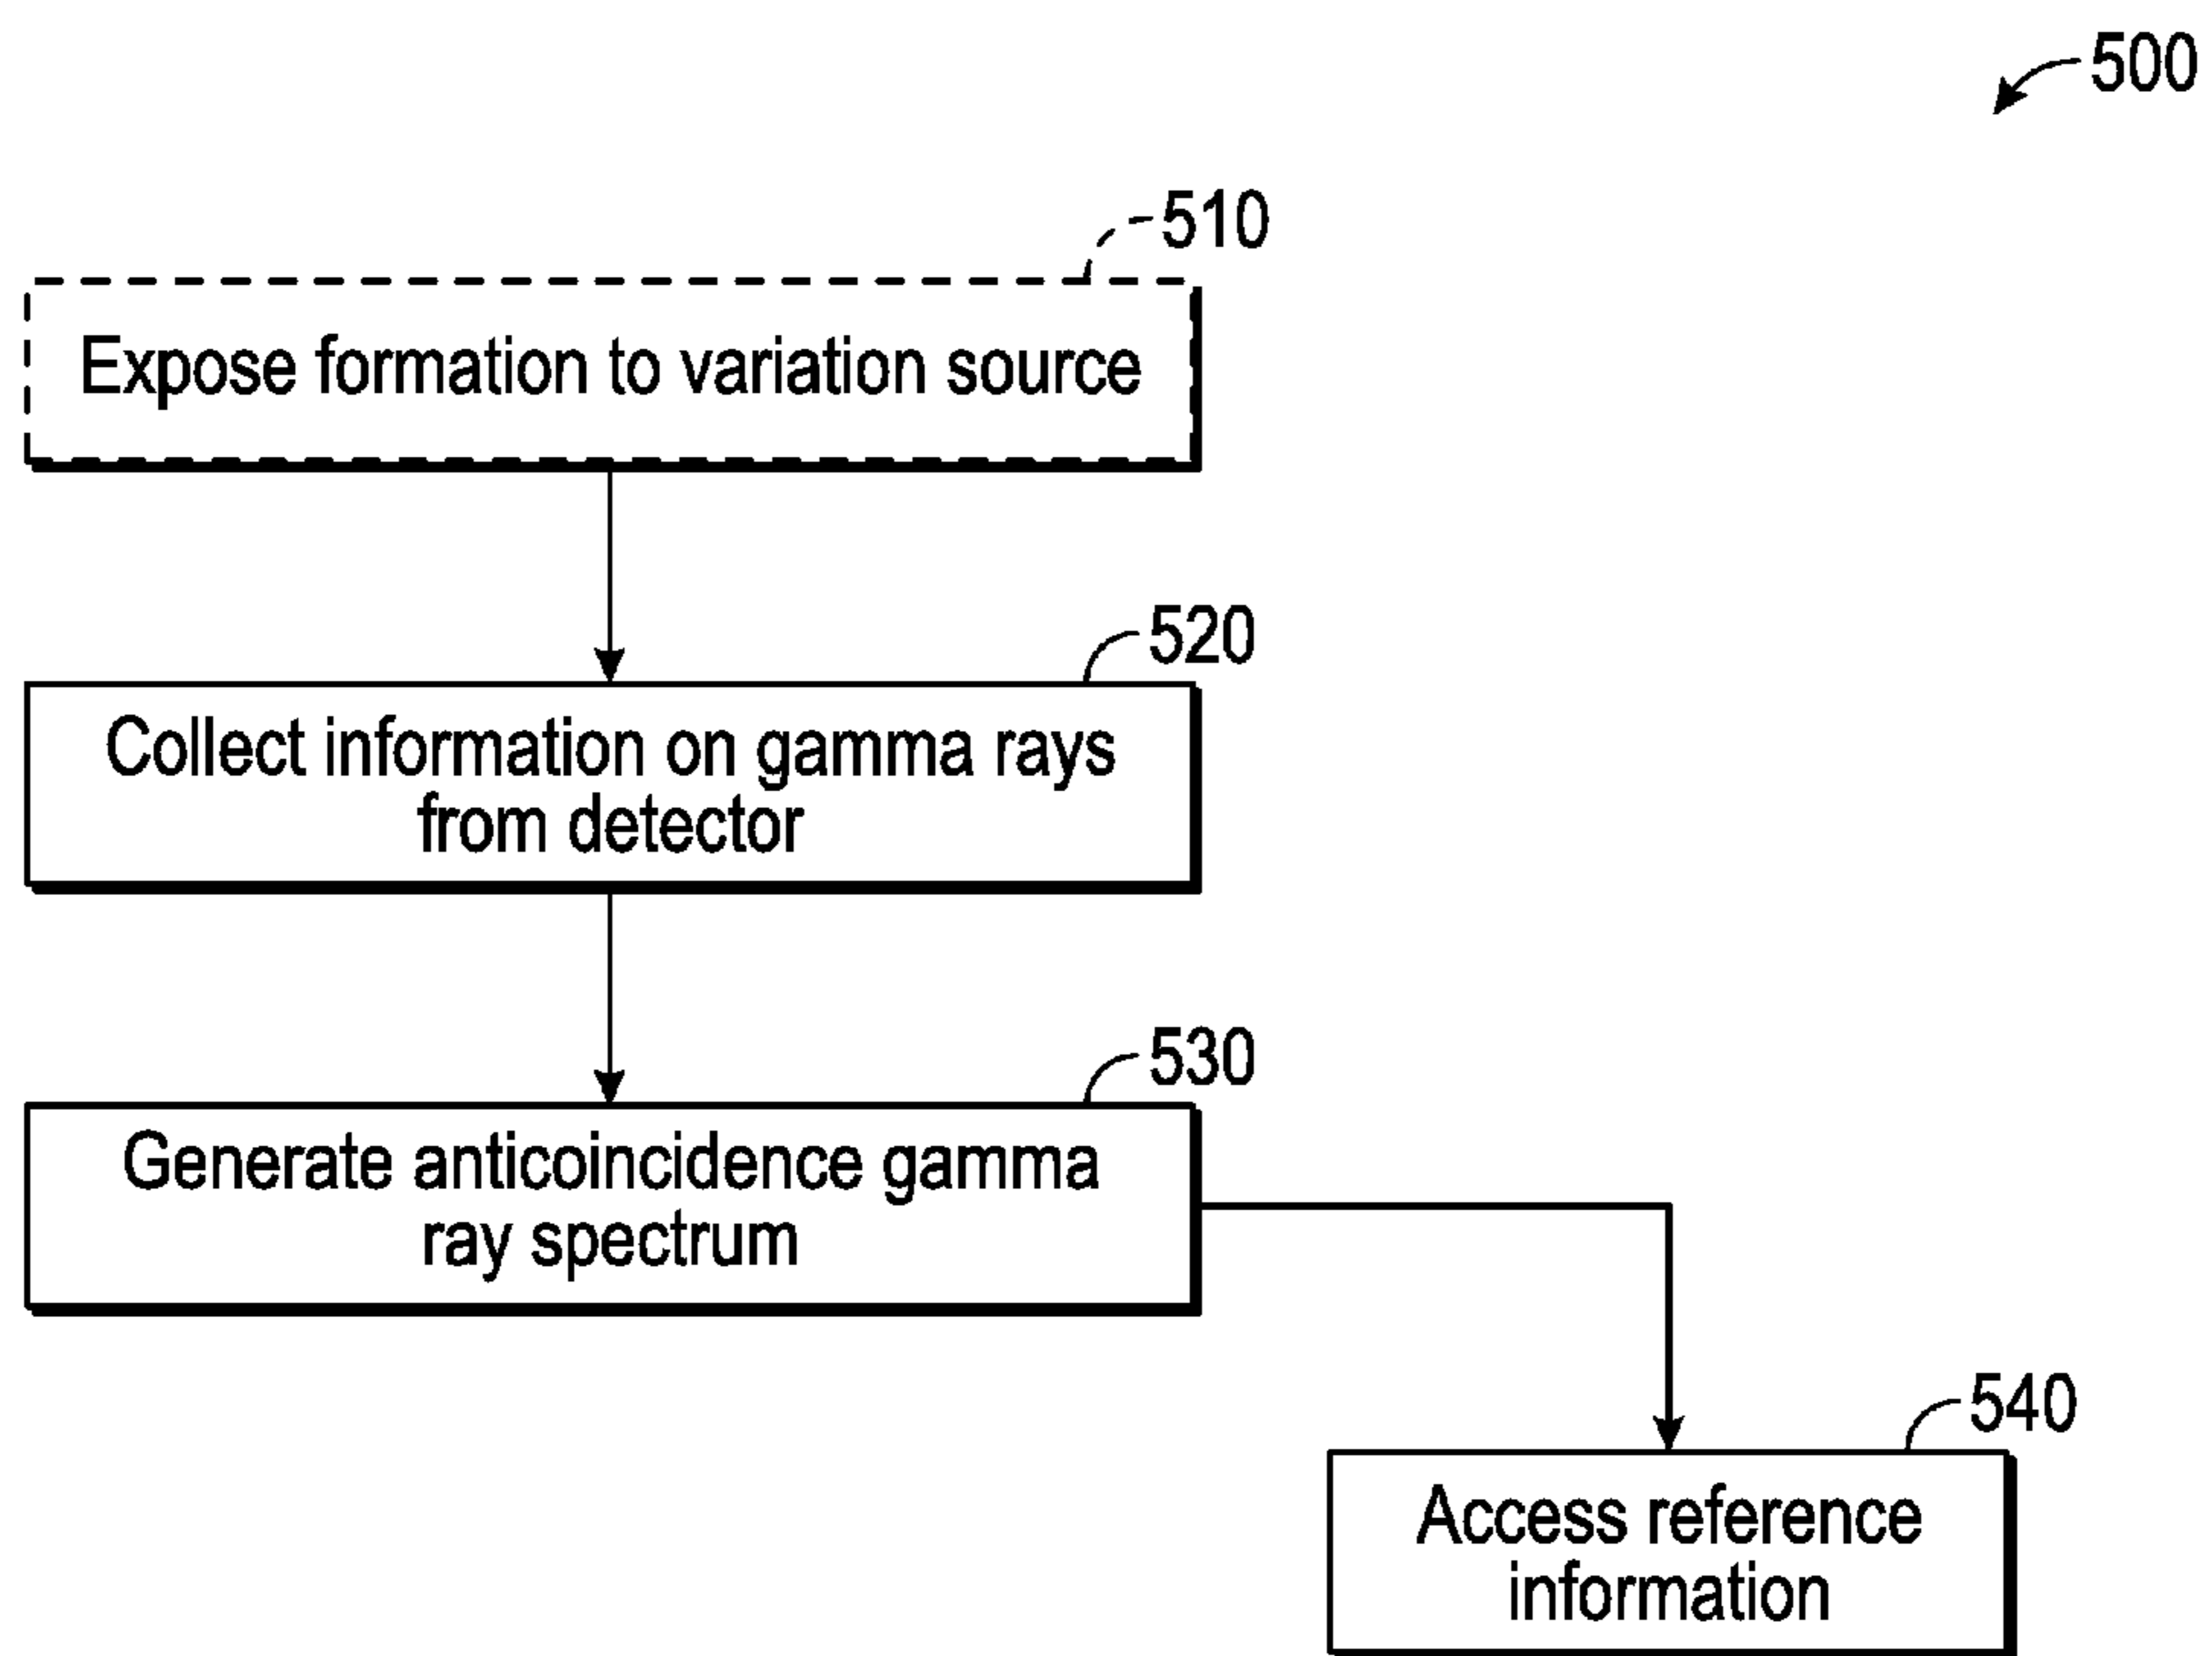 500
510
Expose formation to variation source
520
Collect information on gamma rays
from detector
530
Generate anticoincidence gamma
ray spectrum
540
Access reference
information